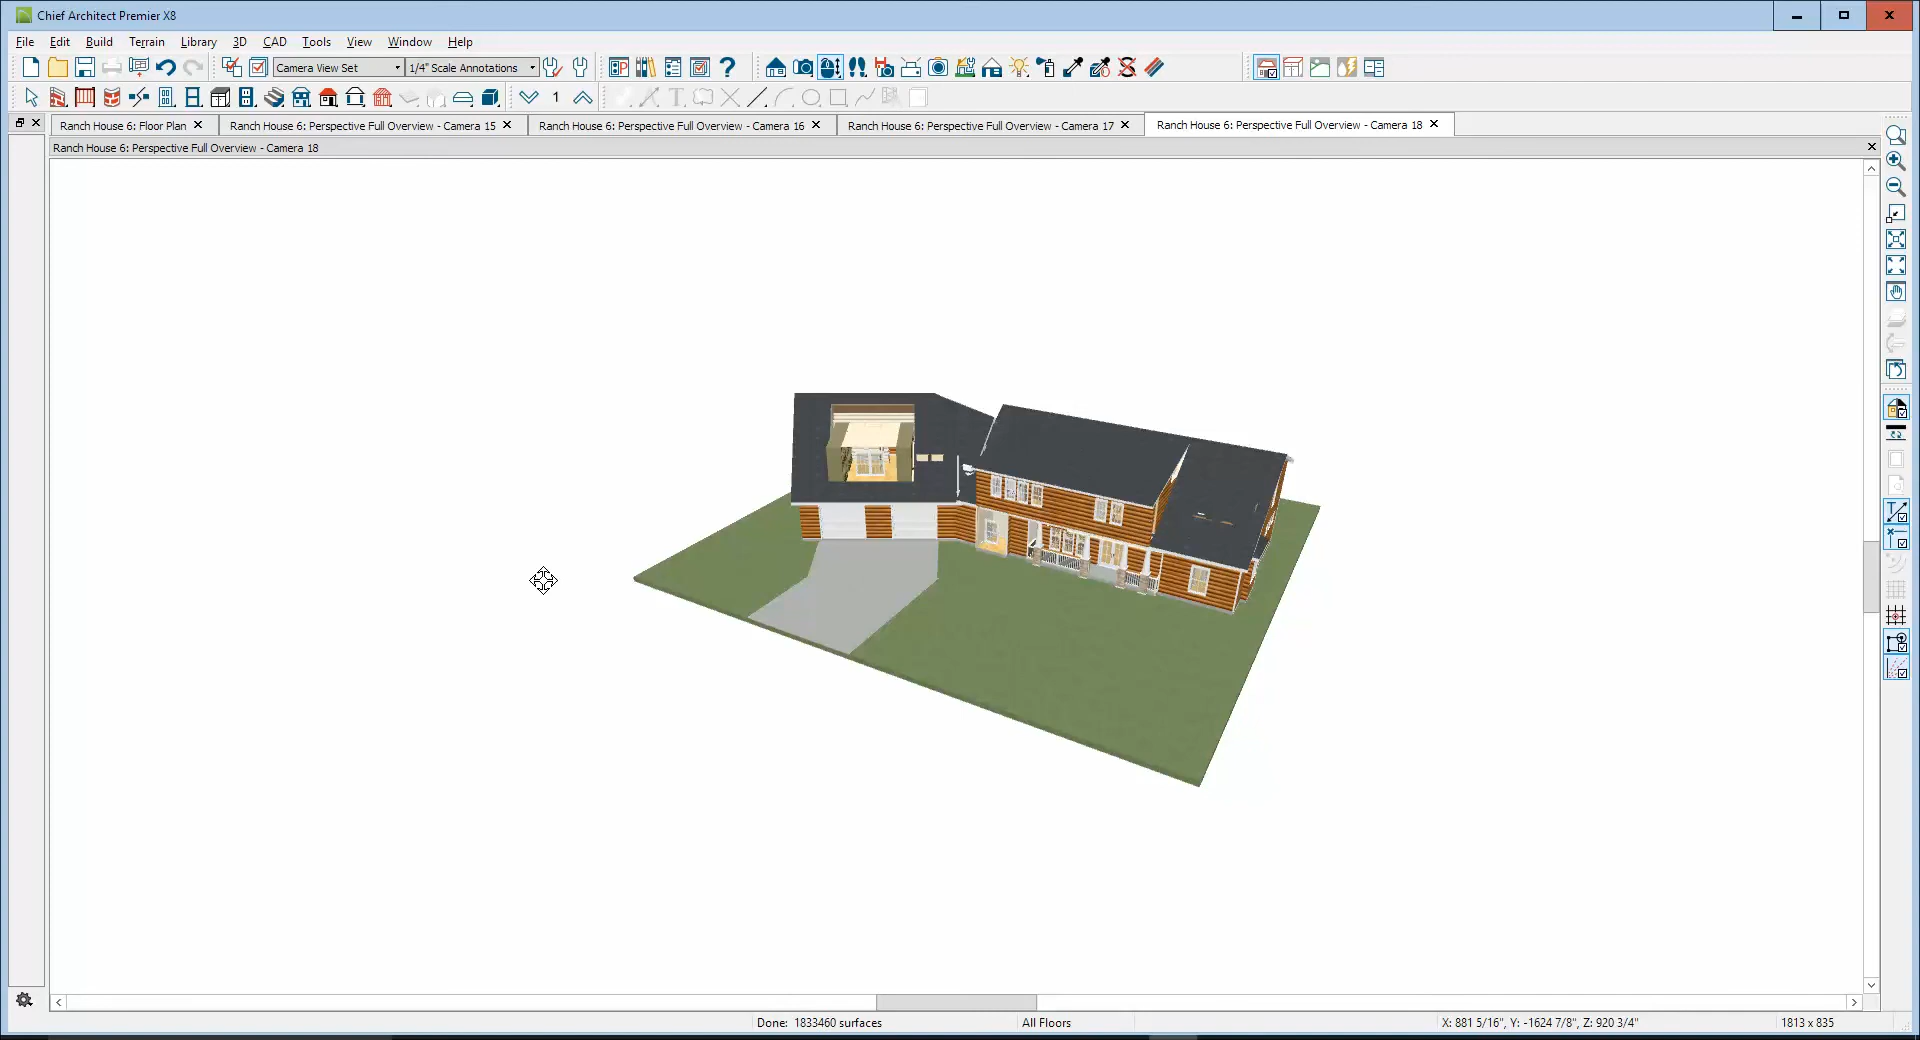 Chief Architect Premier X8
File Edit Build Terrain Library 3D CAD Tools View Window Help
Camera View Set 1/4" Scale Annotations
1
Ranch House 6: Floor Plan Ranch House 6: Perspective Full Overview - Camera 15 Ranch House 6: Perspective Full Overview - Camera 16 Ranch House 6: Perspective Full Overview - Camera 17 Ranch House 6: Perspective Full Overview - Camera 18
Ranch House 6: Perspective Full Overview - Camera 18
Done: 1833460 surfaces All Floors X: 881 5/16", Y: -1624 7/8", Z: 920 3/4" 1813 x 835